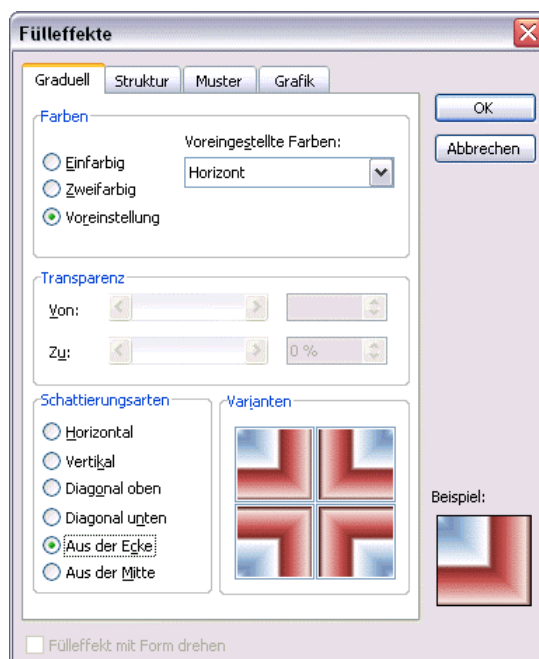 Fülleffekte
Graduell Struktur Muster Grafik
OK
Abbrechen
Farben
Voreingestellte Farben:
Einfarbig
Horizont
Zweifarbig
Voreinstellung
Transparenz
Von:
Zu:
0 %
Schattierungsarten
Varianten
Horizontal
Vertikal
Diagonal oben
Diagonal unten
Aus der Ecke
Aus der Mitte
Beispiel:
Fülleffekt mit Form drehen